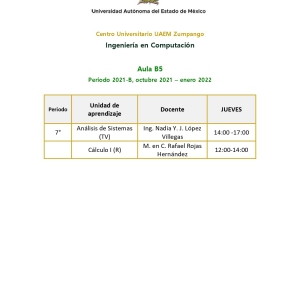 Universidad Autónoma del Estado de México
Centro Universitario UAEM Zumpango
Ingeniería en Computación
Aula B5
Periodo 2021-B, octubre 2021 – enero 2022
Periodo
Unidad de
aprendizaje
Docente
JUEVES
7°
Análisis de Sistemas
(TV)
Ing. Nadia Y. J. López
Villegas
14:00 -17:00
Cálculo I (R)
M. en C. Rafael Rojas
Hernández
12:00-14:00